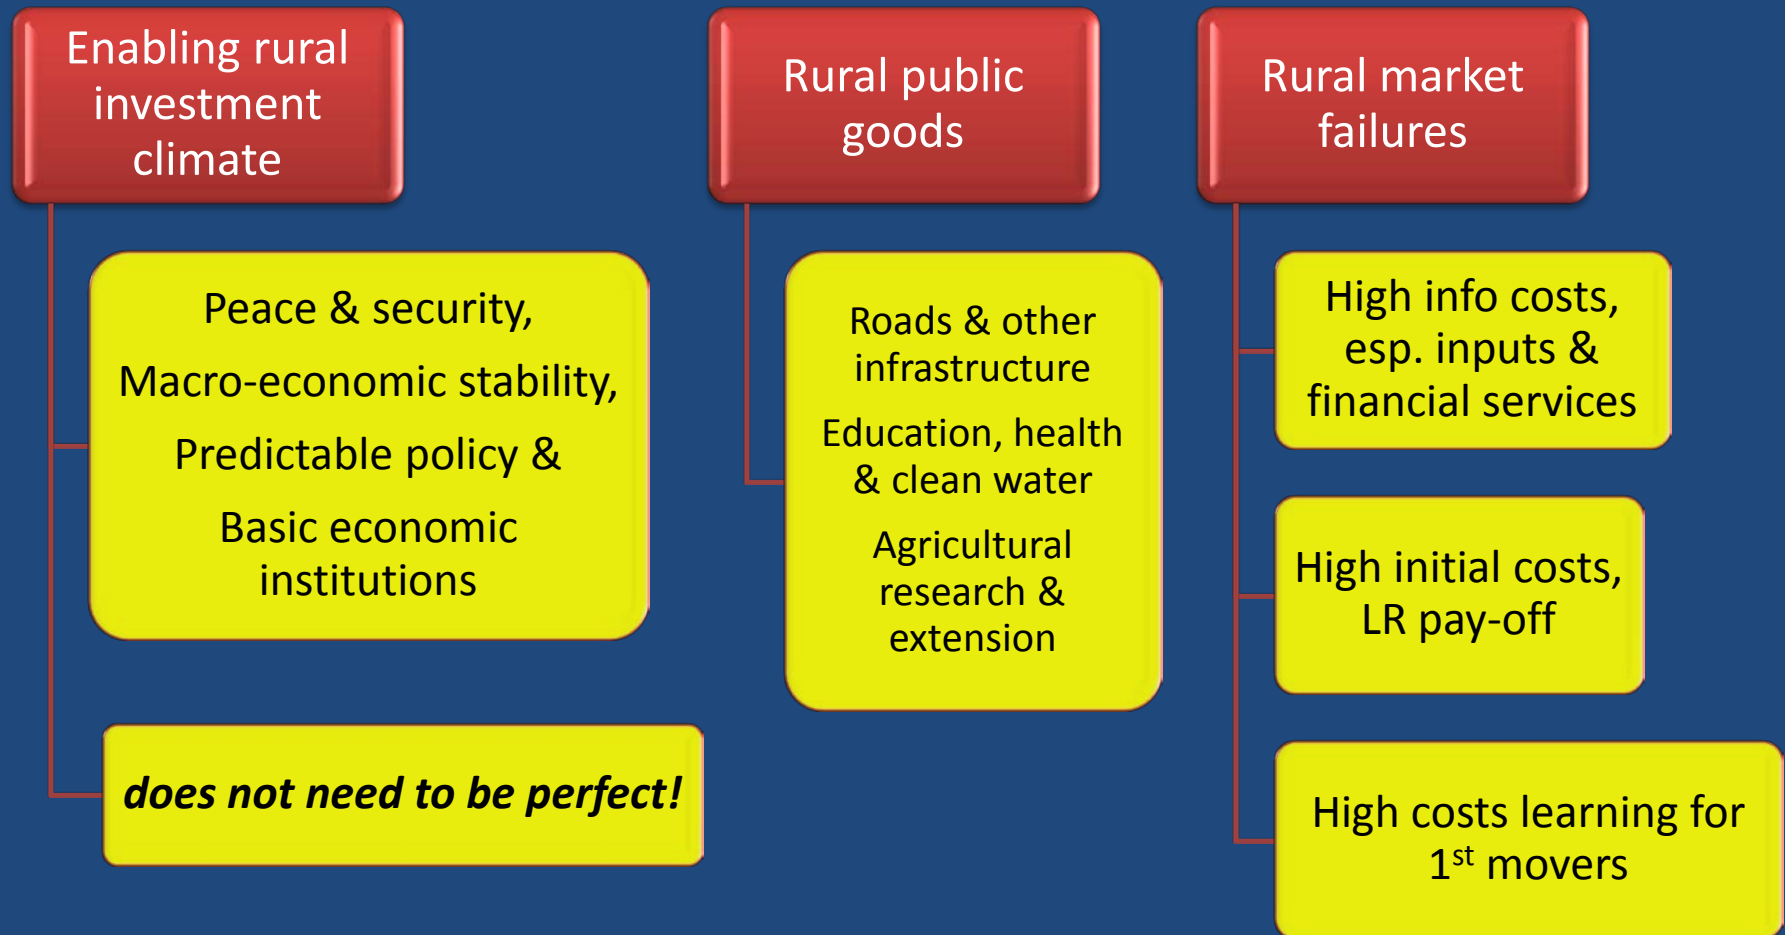 Enabling rural
investment
climate
Peace & security,
Macro-economic stability,
Predictable policy &
Basic economic
institutions
does not need to be perfect!
Rural public
goods
Roads & other
infrastructure
Education, health
& clean water
Agricultural
research &
extension
Rural market
failures
High info costs,
esp. inputs &
financial services
High initial costs,
LR pay-off
High costs learning for
1st movers